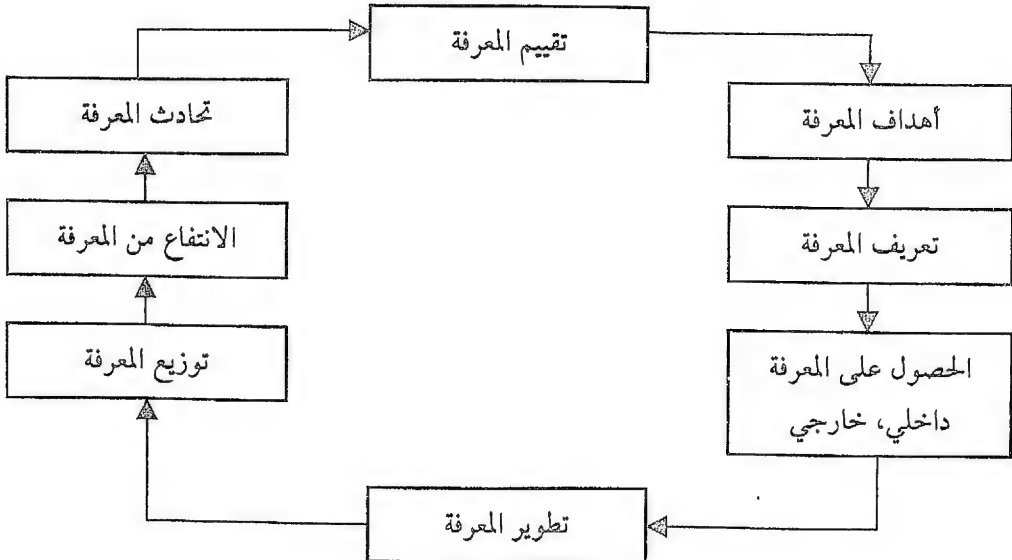 تقييم المعرفة
أهداف المعرفة
تعريف المعرفة
الحصول على المعرفة
داخلي، خارجي
تطوير المعرفة
توزيع المعرفة
الانتفاع من المعرفة
تحادث المعرفة